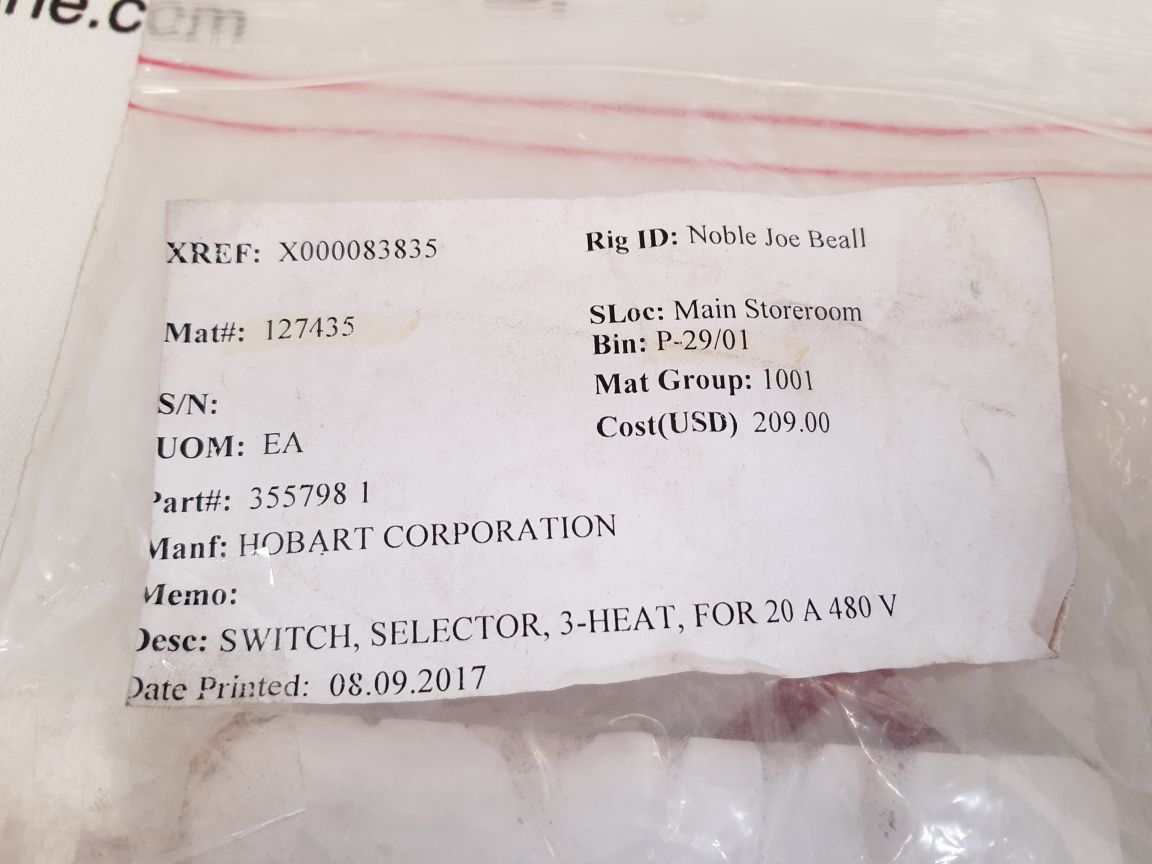 XREF: X000083835
Rig ID: Noble Joe Beall
Mat#: 127435
SLoc: Main Storeroom
Bin: P-29/01
Mat Group: 1001
S/N:
Cost(USD) 209.00
UOM: EA
Part#: 355798 1
Manf: HOBART CORPORATION
Memo:
Desc: SWITCH, SELECTOR, 3-HEAT, FOR 20 A 480 V
Date Printed: 08.09.2017